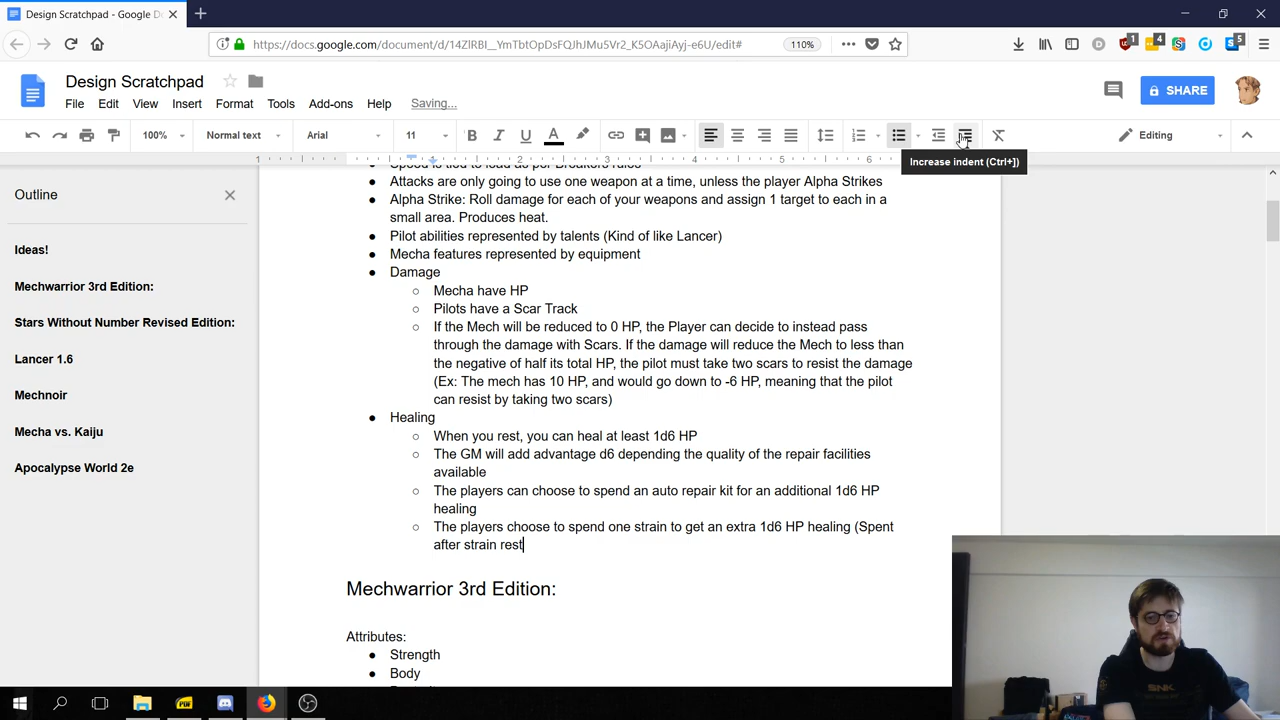 Design Scratchpad - Google D
https://docs.google.com/document/d/
110%
4
1
5
Design Scratchpad
File Edit View Insert Format Tools Add-ons Help Saving...
SHARE
100% Normal text Arial 11 B I U A Editing
Increase indent (Ctrl+])
1 1 2 3 4 5 6
Outline
Ideas!
Mechwarrior 3rd Edition:
Stars Without Number Revised Edition:
Lancer 1.6
Mechnoir
Mecha vs. Kaiju
Apocalypse World 2e
● Attacks are only going to use one weapon at a time, unless the player Alpha Strikes
● Alpha Strike: Roll damage for each of your weapons and assign 1 target to each in a
small area. Produces heat.
● Pilot abilities represented by talents (Kind of like Lancer)
● Mecha features represented by equipment
● Damage
○ Mecha have HP
○ Pilots have a Scar Track
○ If the Mech will be reduced to 0 HP, the Player can decide to instead pass
through the damage with Scars. If the damage will reduce the Mech to less than
the negative of half its total HP, the pilot must take two scars to resist the damage
(Ex: The mech has 10 HP, and would go down to -6 HP, meaning that the pilot
can resist by taking two scars)
● Healing
○ When you rest, you can heal at least 1d6 HP
○ The GM will add advantage d6 depending the quality of the repair facilities
available
○ The players can choose to spend an auto repair kit for an additional 1d6 HP
healing
○ The players choose to spend one strain to get an extra 1d6 HP healing (Spent
after strain rest
Mechwarrior 3rd Edition:
Attributes:
● Strength
● Body
SNK